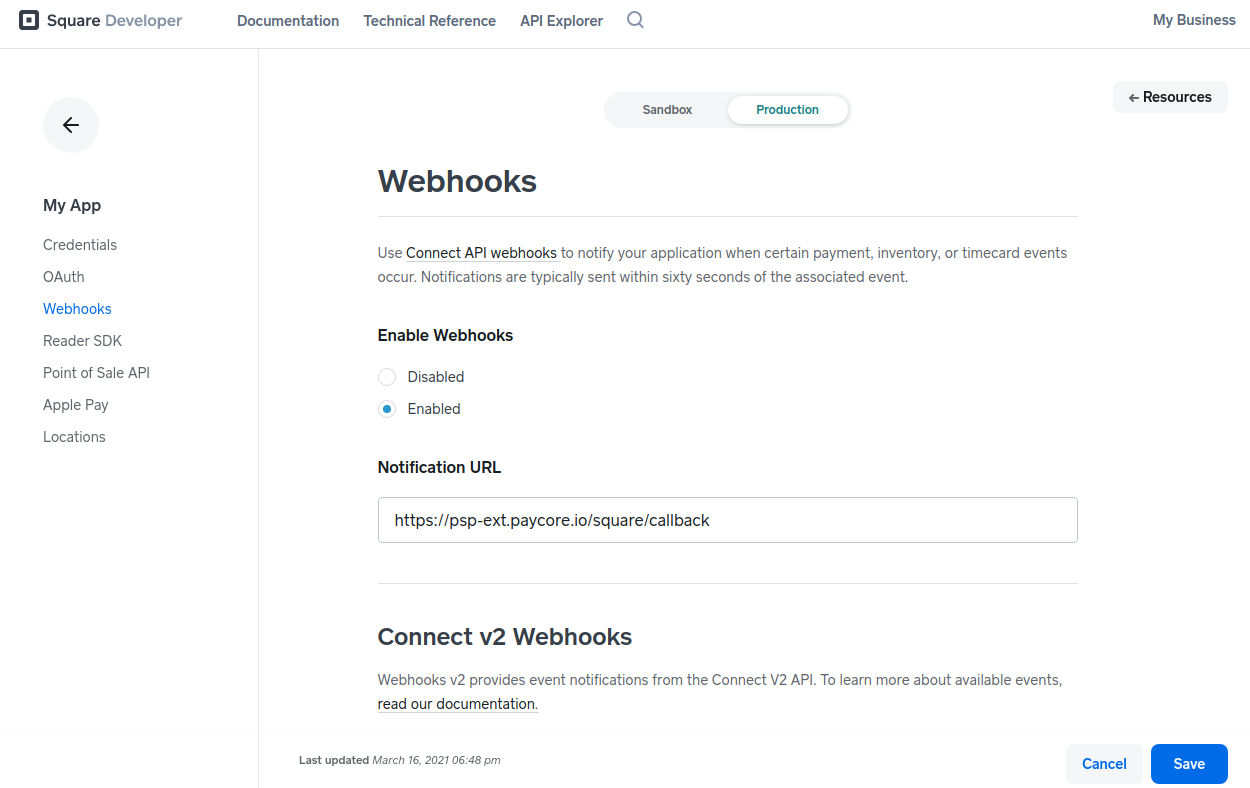 Square Developer
Documentation
Technical Reference
API Explorer
My Business
Sandbox
Production
← Resources
My App
Credentials
OAuth
Webhooks
Reader SDK
Point of Sale API
Apple Pay
Locations
Webhooks
Use Connect API webhooks to notify your application when certain payment, inventory, or timecard events
occur. Notifications are typically sent within sixty seconds of the associated event.
Enable Webhooks
Disabled
Enabled
Notification URL
https://psp-ext.paycore.io/square/callback
Connect v2 Webhooks
Webhooks v2 provides event notifications from the Connect V2 API. To learn more about available events,
read our documentation.
Last updated March 16, 2021 06:48 pm
Cancel
Save